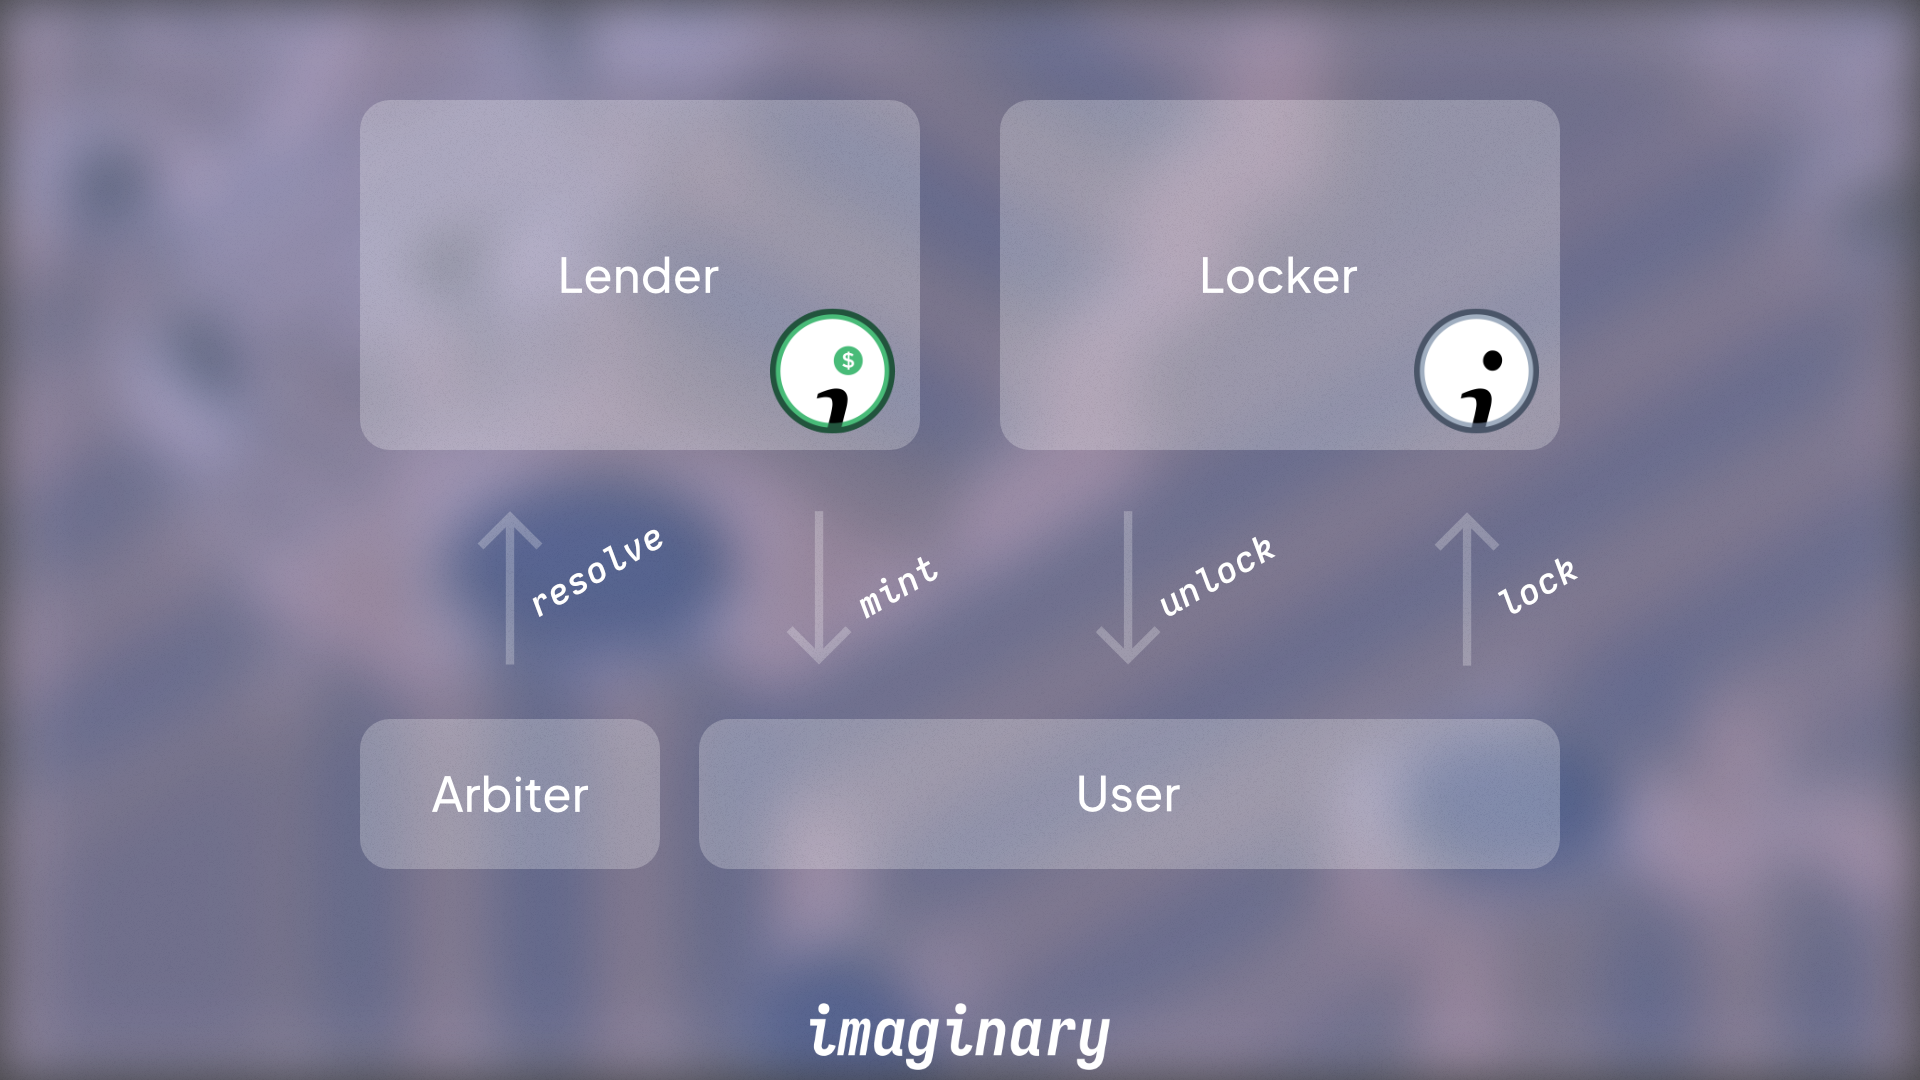 Lender
Locker
$
i
i
resolve
mint
unlock
lock
Arbiter
User
imaginary